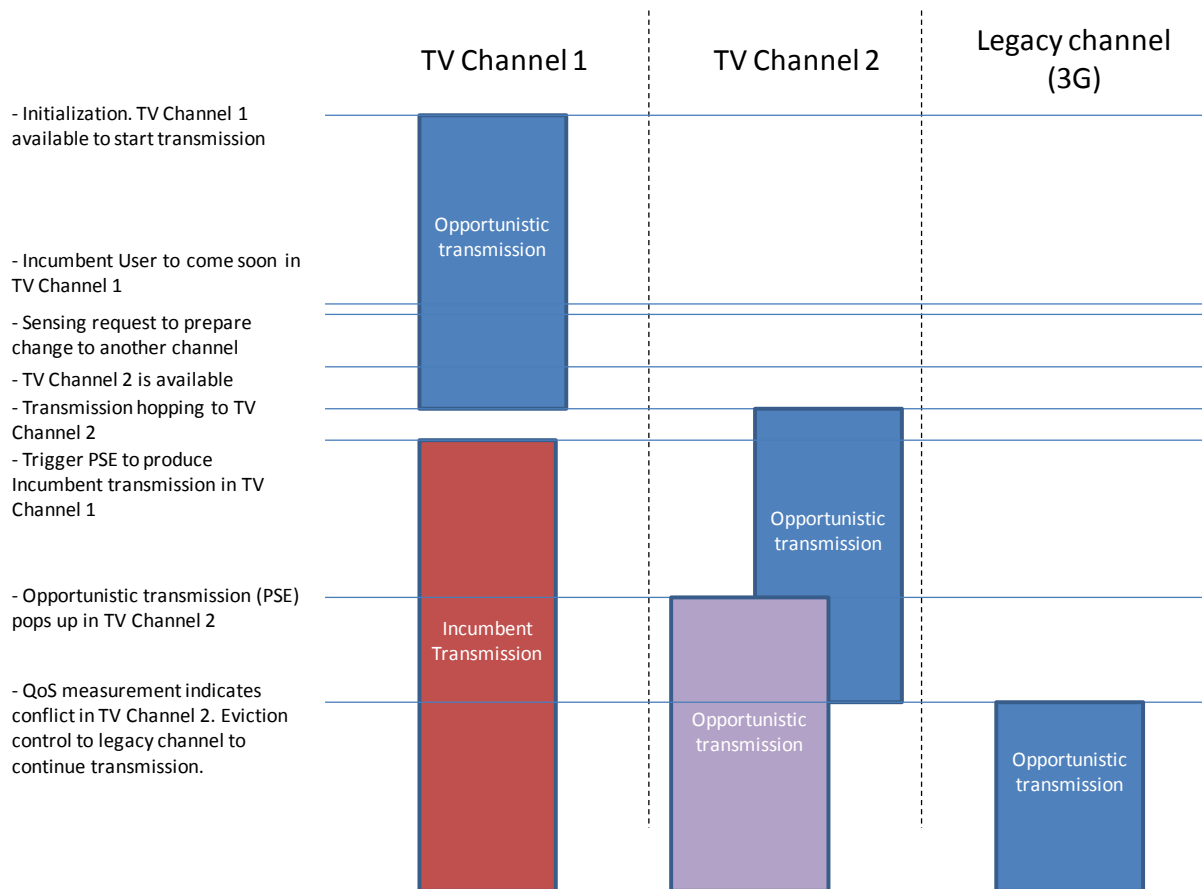 TV Channel 1
TV Channel 2
Legacy channel
(3G)
- Initialization. TV Channel 1
available to start transmission
Opportunistic
transmission
- Incumbent User to come soon in
TV Channel 1
- Sensing request to prepare
change to another channel
- TV Channel 2 is available
- Transmission hopping to TV
Channel 2
- Trigger PSE to produce
Incumbent transmission in TV
Channel 1
Opportunistic
transmission
- Opportunistic transmission (PSE)
pops up in TV Channel 2
Incumbent
Transmission
- QoS measurement indicates
conflict in TV Channel 2. Eviction
control to legacy channel to
continue transmission.
Opportunistic
transmission
Opportunistic
transmission